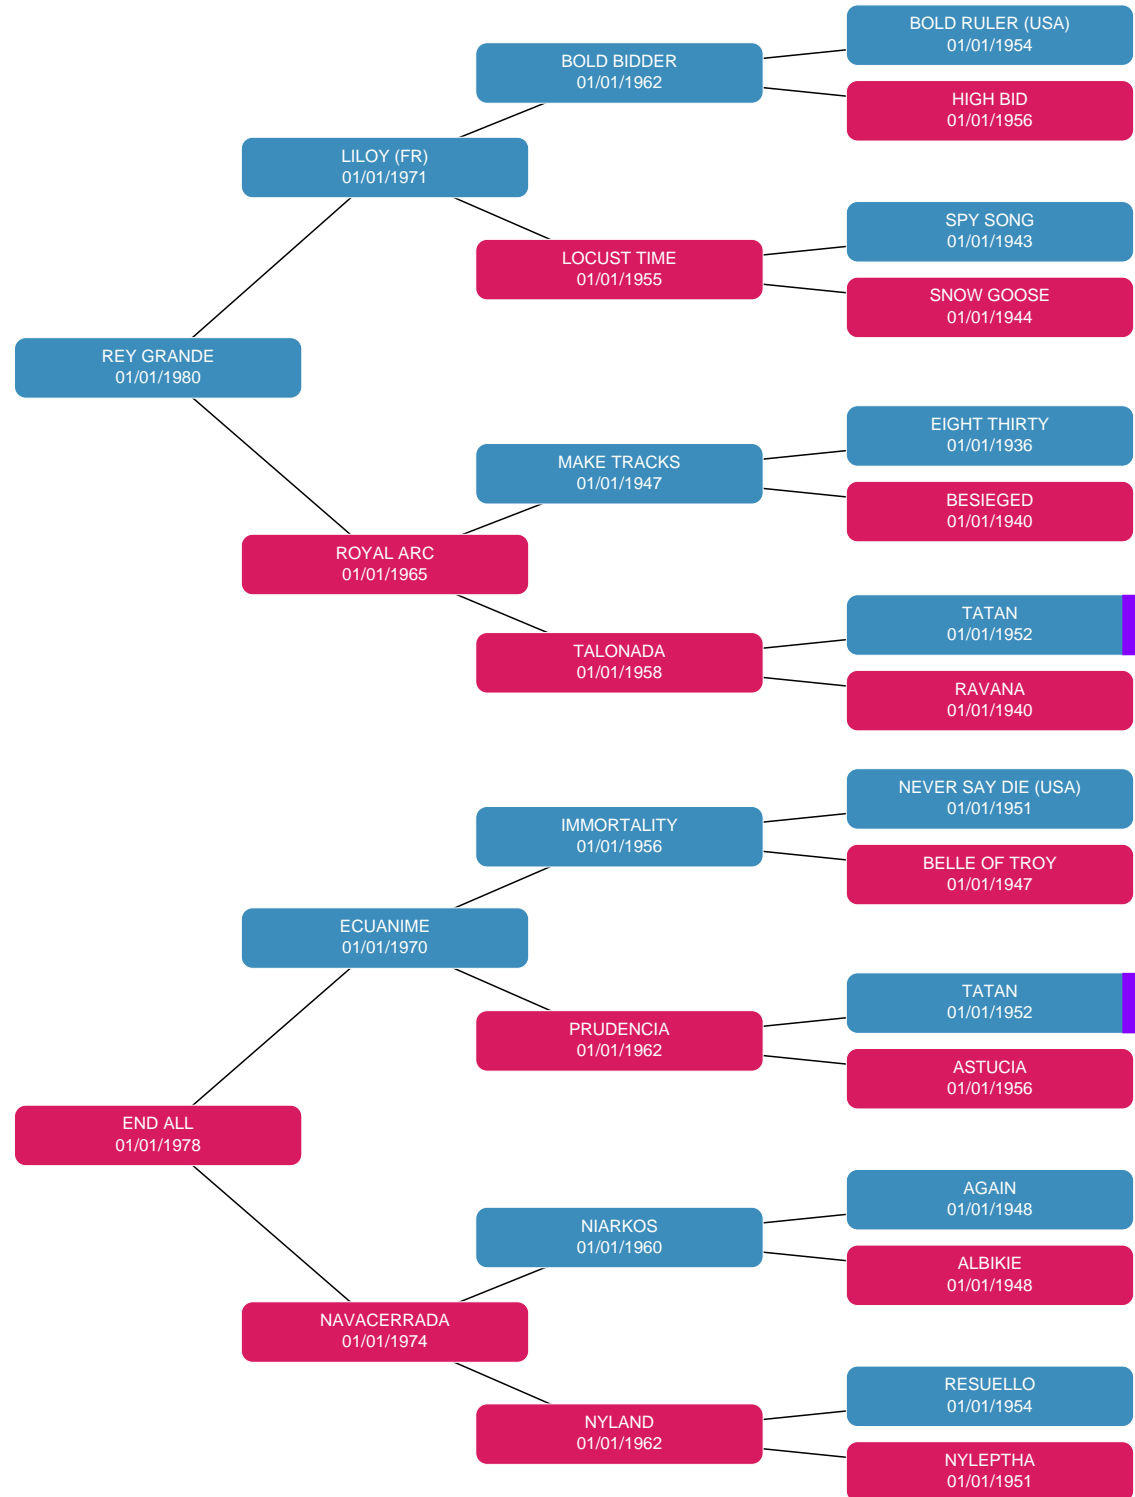 BOLD RULER (USA)
01/01/1954
BOLD BIDDER
01/01/1962
HIGH BID
01/01/1956
LILOY (FR)
01/01/1971
SPY SONG
01/01/1943
LOCUST TIME
01/01/1955
SNOW GOOSE
01/01/1944
REY GRANDE
01/01/1980
EIGHT THIRTY
01/01/1936
MAKE TRACKS
01/01/1947
BESIEGED
01/01/1940
ROYAL ARC
01/01/1965
TATAN
01/01/1952
TALONADA
01/01/1958
RAVANA
01/01/1940
NEVER SAY DIE (USA)
01/01/1951
IMMORTALITY
01/01/1956
BELLE OF TROY
01/01/1947
ECUANIME
01/01/1970
TATAN
01/01/1952
PRUDENCIA
01/01/1962
ASTUCIA
01/01/1956
END ALL
01/01/1978
AGAIN
01/01/1948
NIARKOS
01/01/1960
ALBIKIE
01/01/1948
NAVACERRADA
01/01/1974
RESUELLO
01/01/1954
NYLAND
01/01/1962
NYLEPTHA
01/01/1951